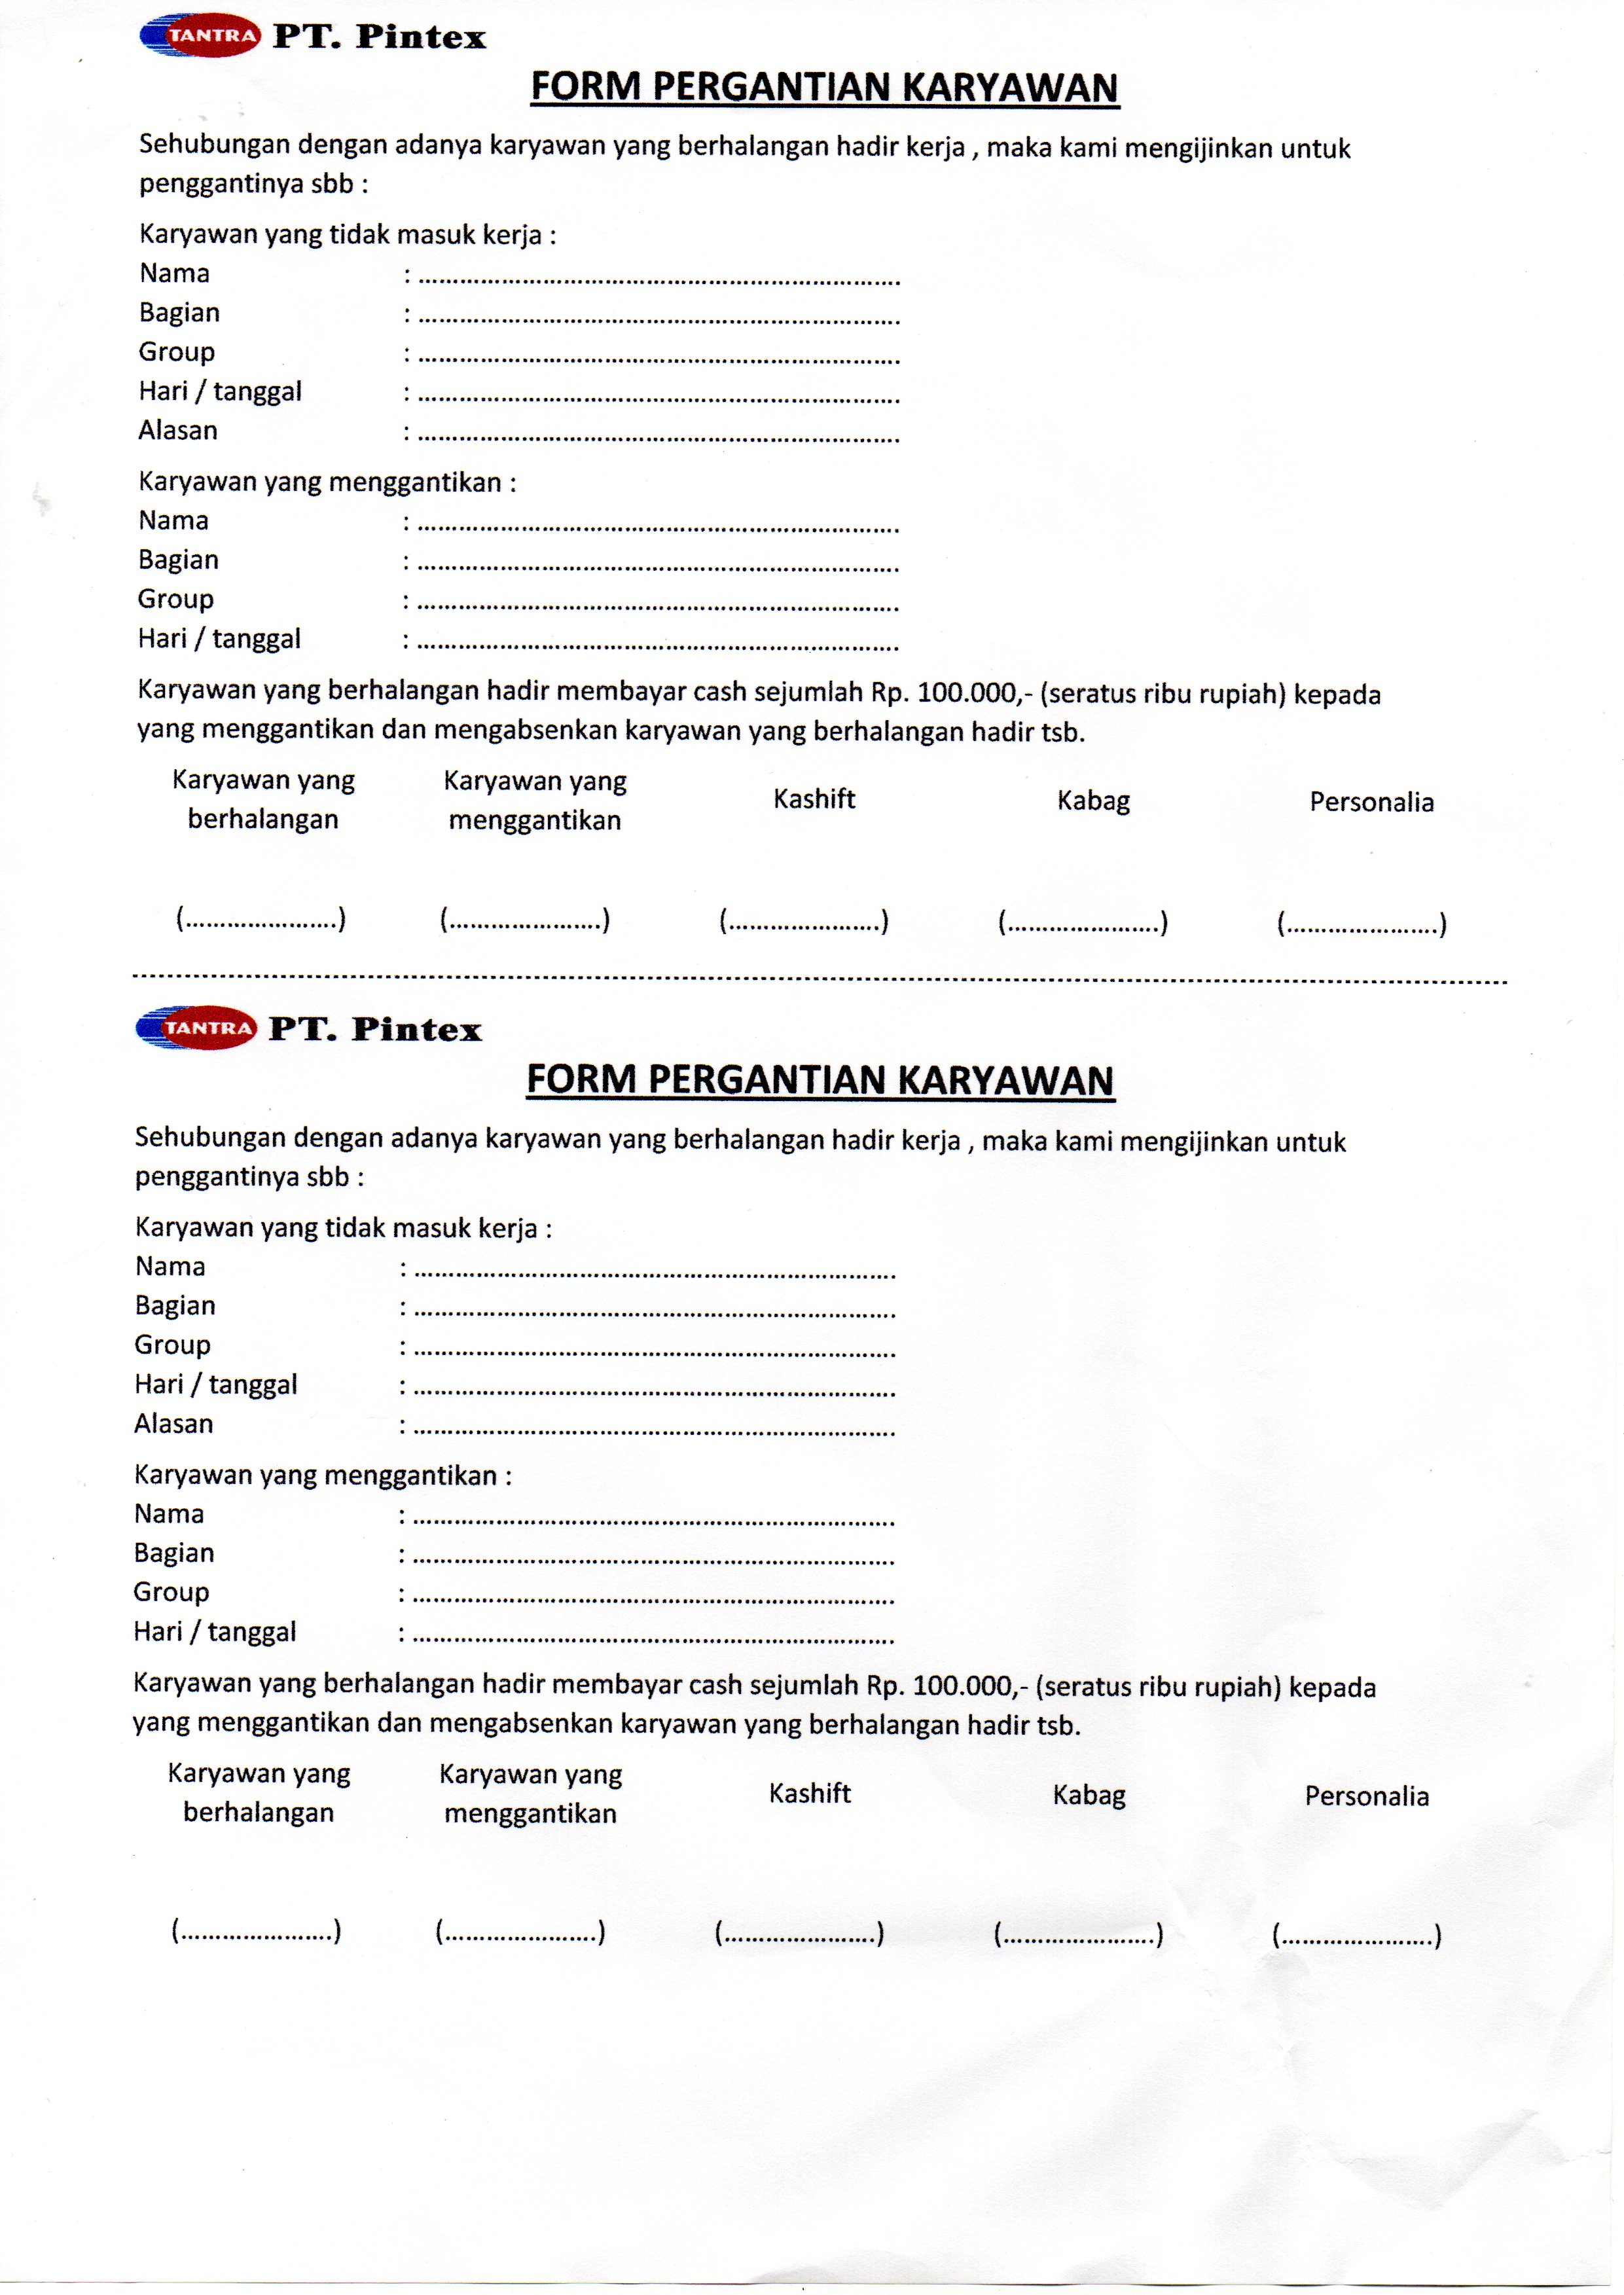 TANTRA PT. Pintex
FORM PERGANTIAN KARYAWAN
Sehubungan dengan adanya karyawan yang berhalangan hadir kerja , maka kami mengijinkan untuk
penggantinya sbb :
Karyawan yang tidak masuk kerja :
Nama : ......................................................................
Bagian : ......................................................................
Group : ......................................................................
Hari / tanggal : ......................................................................
Alasan : ......................................................................
Karyawan yang menggantikan :
Nama : ......................................................................
Bagian : ......................................................................
Group : ......................................................................
Hari / tanggal : ......................................................................
Karyawan yang berhalangan hadir membayar cash sejumlah Rp. 100.000,- (seratus ribu rupiah) kepada
yang menggantikan dan mengabsenkan karyawan yang berhalangan hadir tsb.
Karyawan yang berhalangan Karyawan yang menggantikan Kashift Kabag Personalia
(......................) (......................) (......................) (......................) (......................)
TANTRA PT. Pintex
FORM PERGANTIAN KARYAWAN
Sehubungan dengan adanya karyawan yang berhalangan hadir kerja , maka kami mengijinkan untuk
penggantinya sbb :
Karyawan yang tidak masuk kerja :
Nama : ......................................................................
Bagian : ......................................................................
Group : ......................................................................
Hari / tanggal : ......................................................................
Alasan : ......................................................................
Karyawan yang menggantikan :
Nama : ......................................................................
Bagian : ......................................................................
Group : ......................................................................
Hari / tanggal : ......................................................................
Karyawan yang berhalangan hadir membayar cash sejumlah Rp. 100.000,- (seratus ribu rupiah) kepada
yang menggantikan dan mengabsenkan karyawan yang berhalangan hadir tsb.
Karyawan yang berhalangan Karyawan yang menggantikan Kashift Kabag Personalia
(......................) (......................) (......................) (......................) (......................)